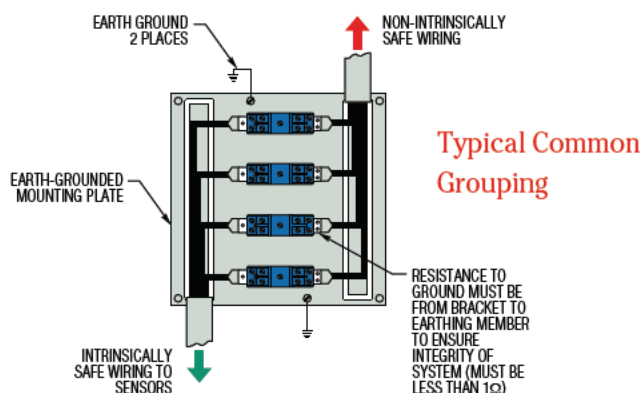 EARTH GROUND
2 PLACES
NON-INTRINSICALLY
SAFE WIRING
Typical Common
Grouping
EARTH-GROUNDED
MOUNTING PLATE
RESISTANCE TO
GROUND MUST BE
FROM BRACKET TO
EARTHING MEMBER
TO ENSURE
INTEGRITY OF
SYSTEM (MUST BE
LESS THAN 1Ω)
INTRINSICALLY
SAFE WIRING TO
SENSORS